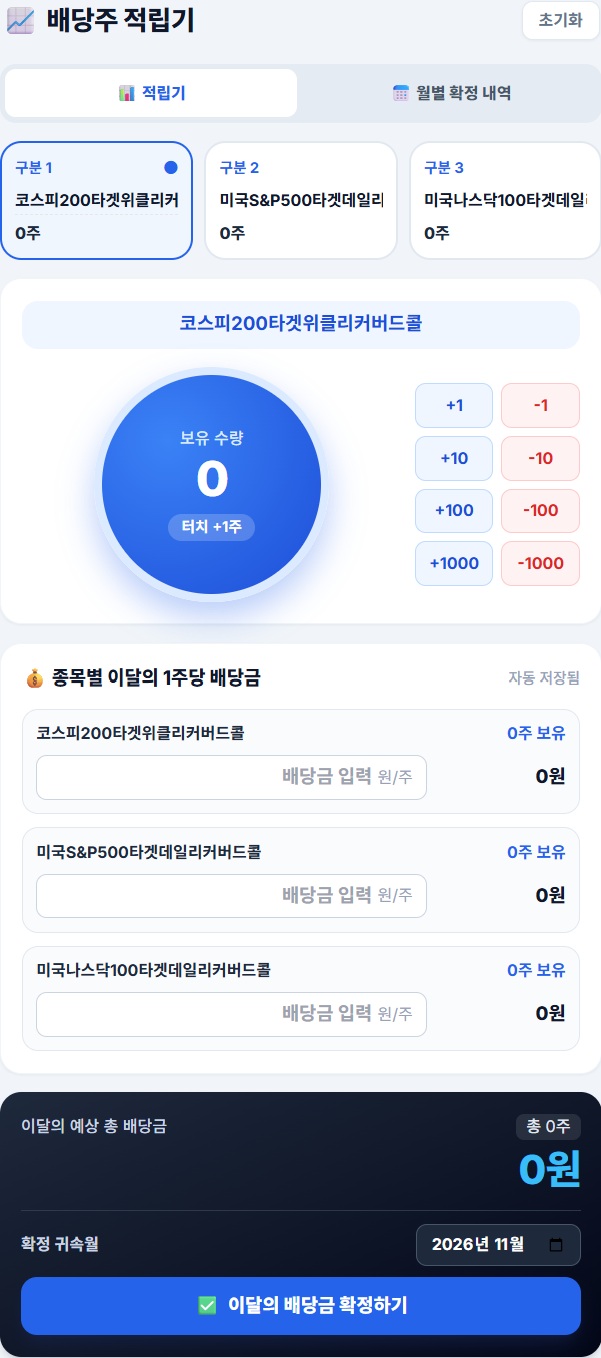 배당주 적립기
초기화
적립기
월별 확정 내역
구분 1
코스피200타겟위클리커
0주
구분 2
미국S&P500타겟데일리
0주
구분 3
미국나스닥100타겟데일리
0주
코스피200타겟위클리커버드콜
보유 수량
0
터치 +1주
+1
-1
+10
-10
+100
-100
+1000
-1000
종목별 이달의 1주당 배당금
자동 저장됨
코스피200타겟위클리커버드콜
0주 보유
배당금 입력 원/주
0원
미국S&P500타겟데일리커버드콜
0주 보유
배당금 입력 원/주
0원
미국나스닥100타겟데일리커버드콜
0주 보유
배당금 입력 원/주
0원
이달의 예상 총 배당금
총 0주
0원
확정 귀속월
2026년 11월
이달의 배당금 확정하기